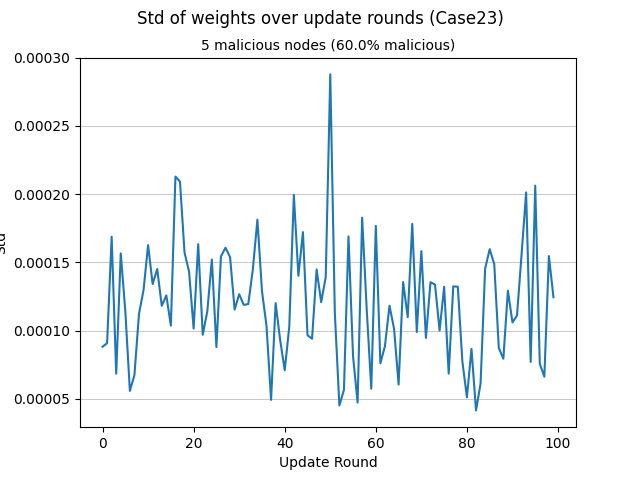 Std of weights over update rounds (Case23)
5 malicious nodes (60.0% malicious)
0.00030
0.00025
0.00020
0.00015
0.00010
0.00005
Std
0 20 40 60 80 100
Update Round